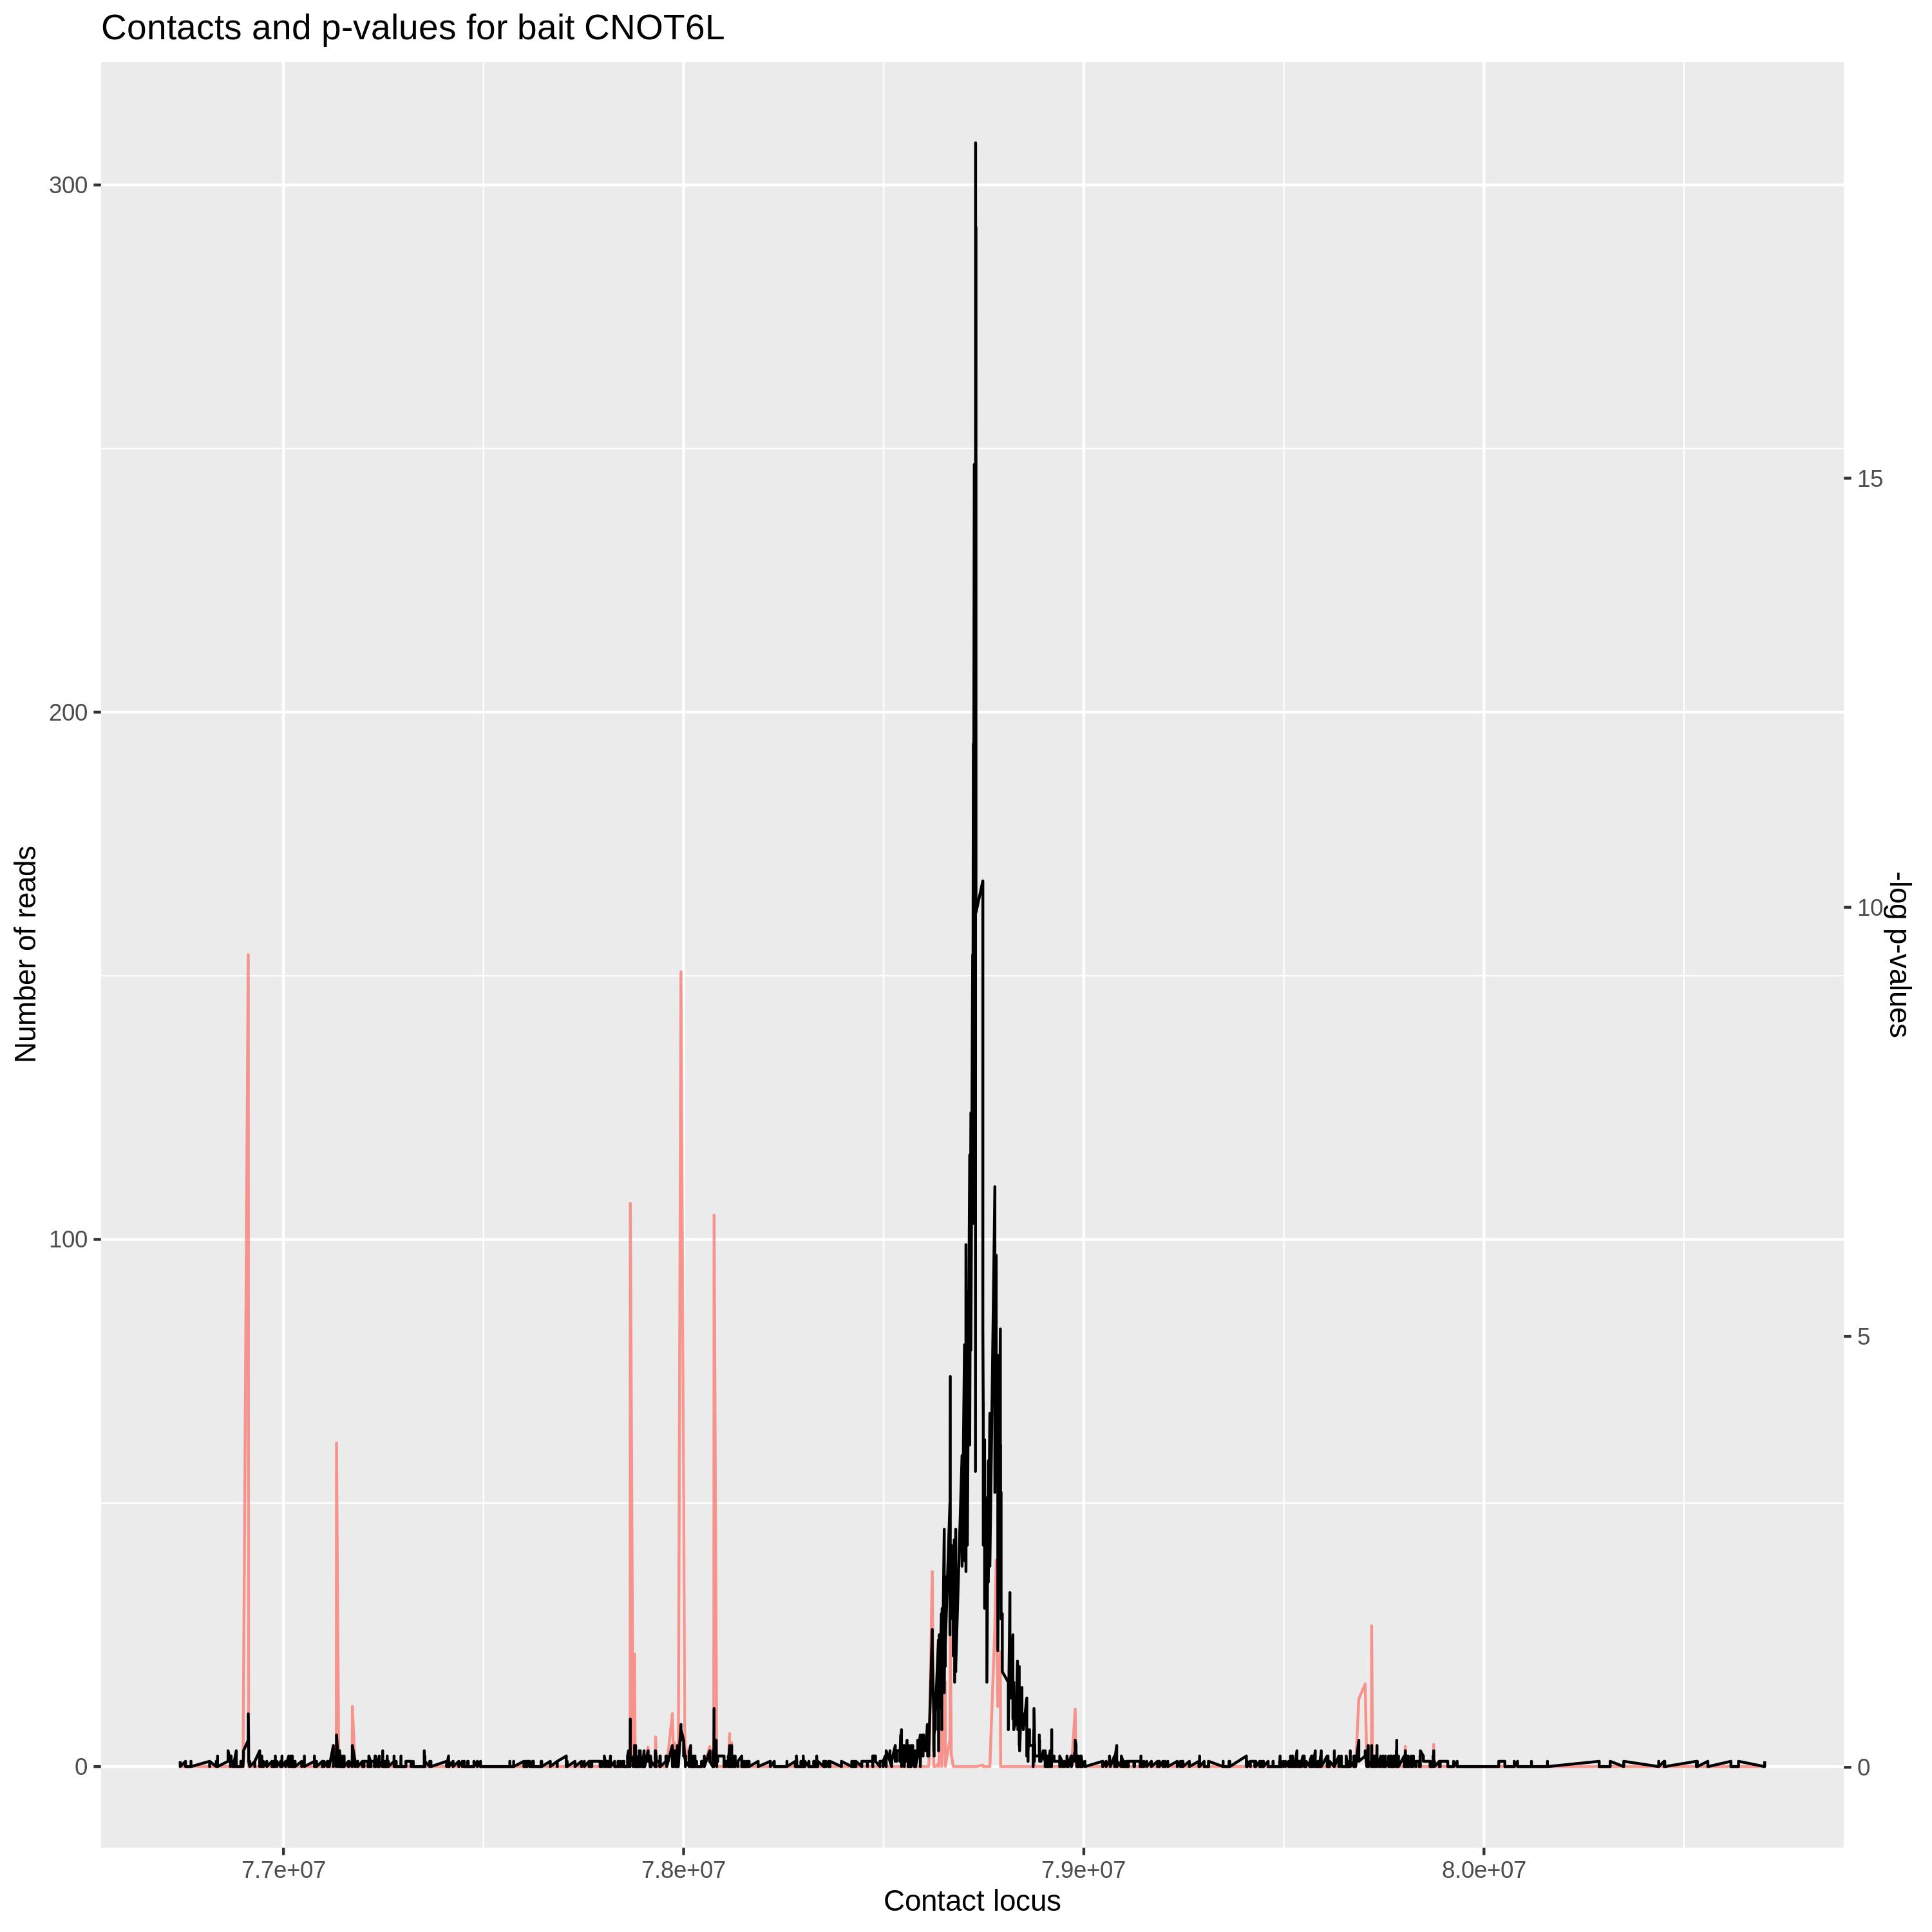 Contacts and p-values for bait CNOT6L
300
200
100
0
Number of reads
15
10
5
0
-log p-values
7.7e+07
7.8e+07
7.9e+07
8.0e+07
Contact locus